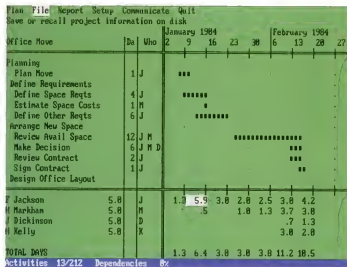 Plan File Report Setup Communicate Quit
Save or recall project information on disk
January 1984 February 1984
Office Move Da Who 2 9 16 23 30 6 13 20 27
Planning
Plan Move 1 J
Define Requirements
Define Space Reqts 4 J
Estimate Space Costs 1 M
Define Other Reqts 6 J
Arrange New Space
Review Avail Space 12 J M
Make Decision 6 J M D
Review Contract 2 J
Sign Contract 1 J
Design Office Layout
F Jackson 5.0 J 1.3 5.9 3.0 2.0 2.5 3.0 4.2
H Markham 5.0 M .5 1.0 1.3 3.7 3.0
J Dickinson 5.0 D .7 1.3
H Kelly 5.0 K 3.0 2.0
TOTAL DAYS 1.3 6.4 3.0 3.0 3.8 11.2 10.5
Activities 13/212 Dependencies 0%